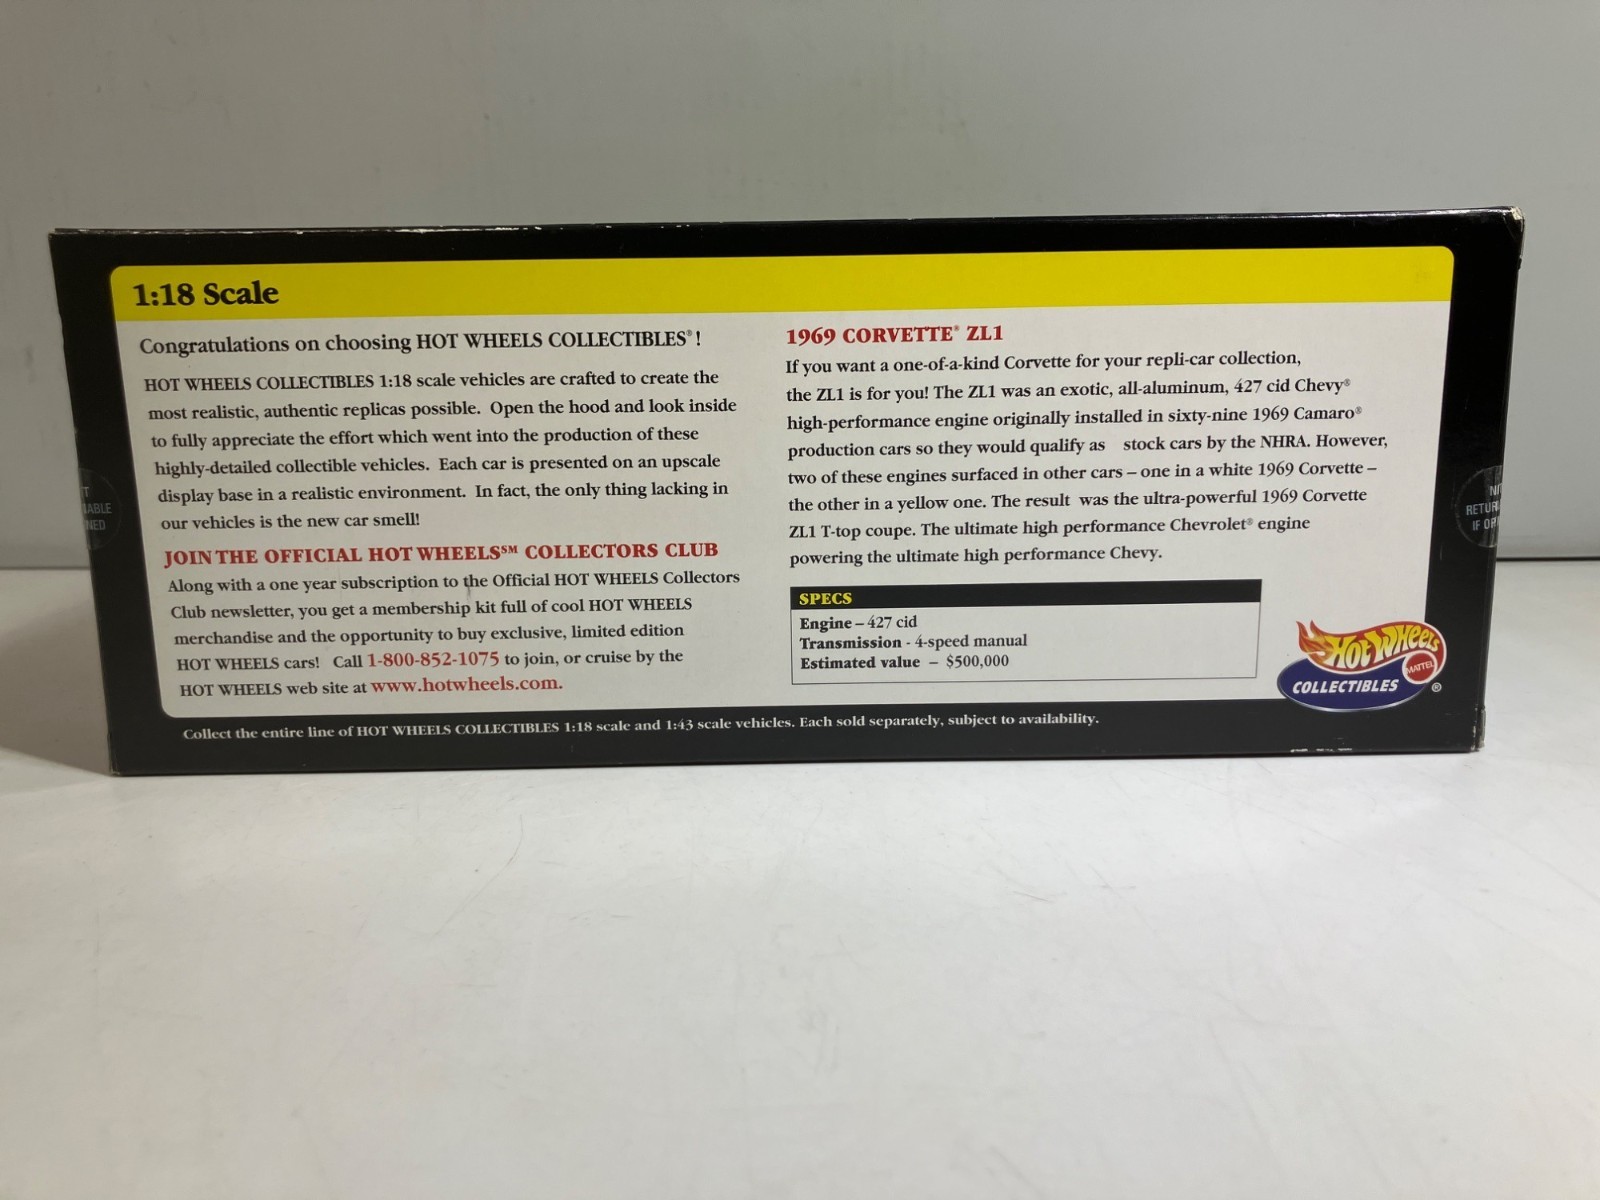 1:18 Scale
Congratulations on choosing HOT WHEELS COLLECTIBLES®!
HOT WHEELS COLLECTIBLES 1:18 scale vehicles are crafted to create the
most realistic, authentic replicas possible. Open the hood and look inside
to fully appreciate the effort which went into the production of these
highly-detailed collectible vehicles. Each car is presented on an upscale
display base in a realistic environment. In fact, the only thing lacking in
our vehicles is the new car smell!
JOIN THE OFFICIAL HOT WHEELS℠ COLLECTORS CLUB
Along with a one year subscription to the Official HOT WHEELS Collectors
Club newsletter, you get a membership kit full of cool HOT WHEELS
merchandise and the opportunity to buy exclusive, limited edition
HOT WHEELS cars! Call 1-800-852-1075 to join, or cruise by the
HOT WHEELS web site at www.hotwheels.com.
1969 CORVETTE® ZL1
If you want a one-of-a-kind Corvette for your repli-car collection,
the ZL1 is for you! The ZL1 was an exotic, all-aluminum, 427 cid Chevy®
high-performance engine originally installed in sixty-nine 1969 Camaro®
production cars so they would qualify as stock cars by the NHRA. However,
two of these engines surfaced in other cars – one in a white 1969 Corvette –
the other in a yellow one. The result was the ultra-powerful 1969 Corvette
ZL1 T-top coupe. The ultimate high performance Chevrolet® engine
powering the ultimate high performance Chevy.
SPECS
Engine – 427 cid
Transmission - 4-speed manual
Estimated value – $500,000
Hot Wheels
MATTEL
COLLECTIBLES ®
Collect the entire line of HOT WHEELS COLLECTIBLES 1:18 scale and 1:43 scale vehicles. Each sold separately, subject to availability.